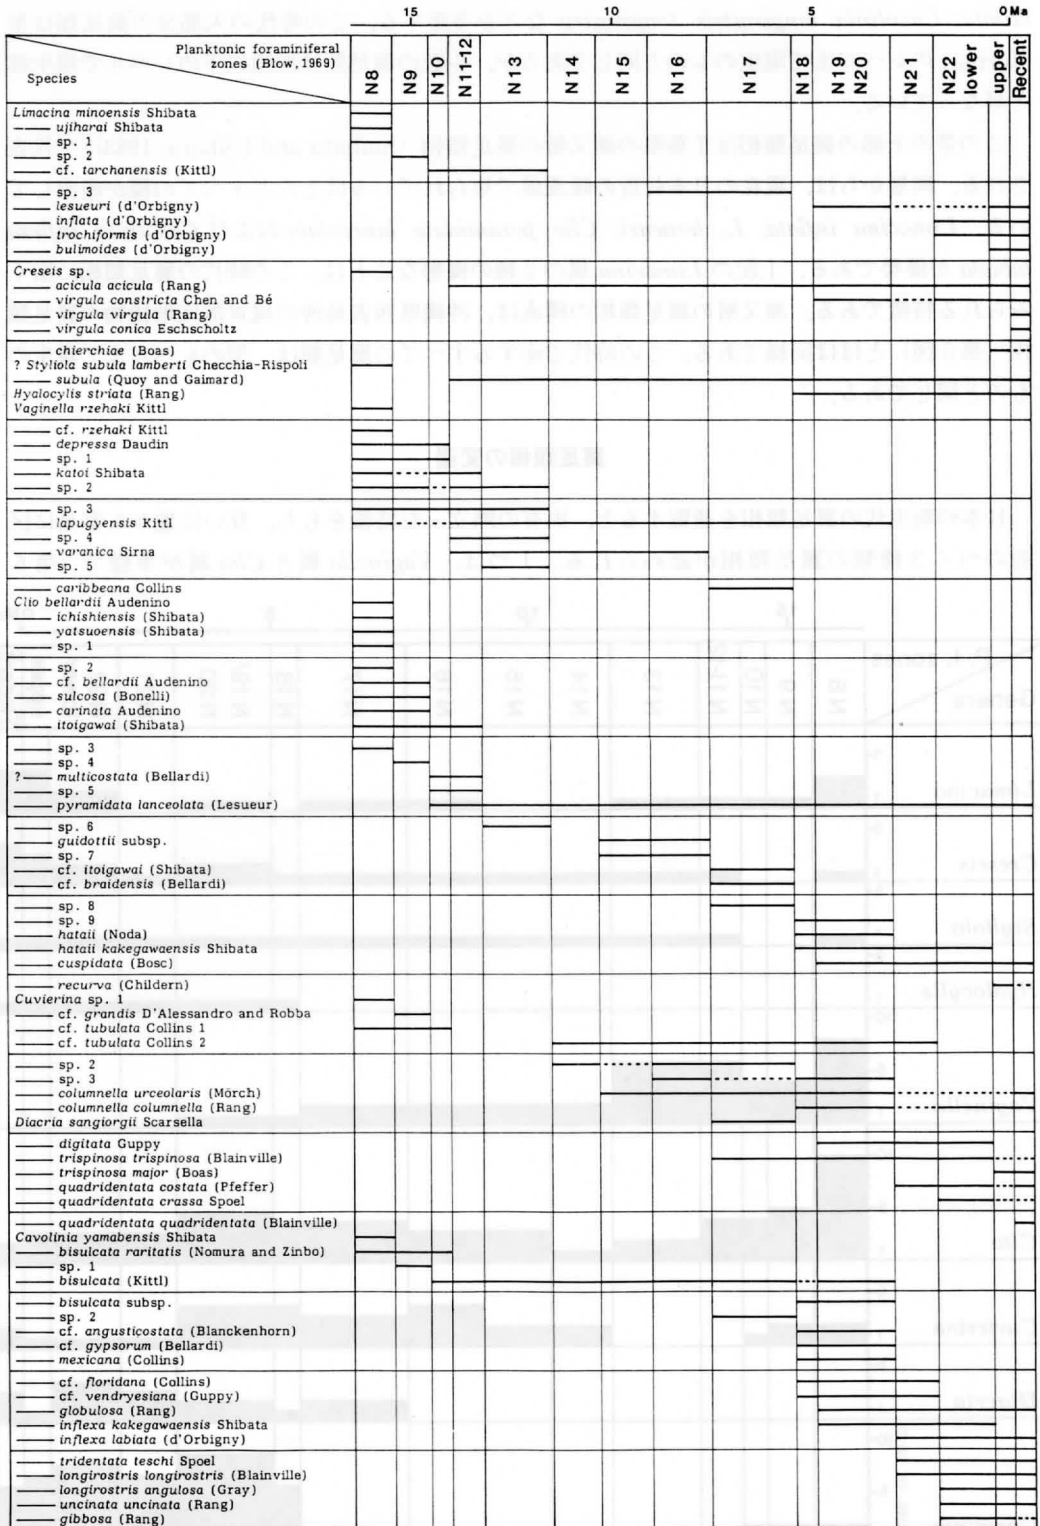 15 10 5 0 Ma
Planktonic foraminiferal
zones (Blow, 1969)
Species
N8 N9 N10 N11-12 N13 N14 N15 N16 N17 N18 N19 N20 N21 N22 lower upper Recent
Limacina minoensis Shibata
—— ujiharai Shibata
—— sp. 1
—— sp. 2
—— cf. tarchanensis (Kittl)
—— sp. 3
—— lesueuri (d'Orbigny)
—— inflata (d'Orbigny)
—— trochiformis (d'Orbigny)
—— bulimoides (d'Orbigny)
Creseis sp.
—— acicula acicula (Rang)
—— virgula constricta Chen and Bé
—— virgula virgula (Rang)
—— virgula conica Eschscholtz
—— chierchiae (Boas)
? Styliola subula lamberti Checchia-Rispoli
—— subula (Quoy and Gaimard)
Hyalocylis striata (Rang)
Vaginella rzehaki Kittl
—— cf. rzehaki Kittl
—— depressa Daudin
—— sp. 1
—— katoi Shibata
—— sp. 2
—— sp. 3
—— lapugyensis Kittl
—— sp. 4
—— varanica Sirna
—— sp. 5
—— caribbeana Collins
Clio bellardii Audenino
—— ichishiensis (Shibata)
—— yatsuoensis (Shibata)
—— sp. 1
—— sp. 2
—— cf. bellardii Audenino
—— sulcosa (Bonelli)
—— carinata Audenino
—— itoigawai (Shibata)
—— sp. 3
—— sp. 4
?—— multicostata (Bellardi)
—— sp. 5
—— pyramidata lanceolata (Lesueur)
—— sp. 6
—— guidottii subsp.
—— sp. 7
—— cf. itoigawai (Shibata)
—— cf. braidensis (Bellardi)
—— sp. 8
—— sp. 9
—— hataii (Noda)
—— hataii kakegawaensis Shibata
—— cuspidata (Bosc)
—— recurva (Childern)
Cuvierina sp. 1
—— cf. grandis D'Alessandro and Robba
—— cf. tubulata Collins 1
—— cf. tubulata Collins 2
—— sp. 2
—— sp. 3
—— columnella urceolaris (Mörch)
—— columnella columnella (Rang)
Diacria sangiorgii Scarsella
—— digitata Guppy
—— trispinosa trispinosa (Blainville)
—— trispinosa major (Boas)
—— quadridentata costata (Pfeffer)
—— quadridentata crassa Spoel
—— quadridentata quadridentata (Blainville)
Cavolinia yamabensis Shibata
—— bisulcata raritatis (Nomura and Zinbo)
—— sp. 1
—— bisulcata (Kittl)
—— bisulcata subsp.
—— sp. 2
—— cf. angusticostata (Blanckenhorn)
—— cf. gypsorum (Bellardi)
—— mexicana (Collins)
—— cf. floridana (Collins)
—— cf. vendryesiana (Guppy)
—— globulosa (Rang)
—— inflexa kakegawaensis Shibata
—— inflexa labiata (d'Orbigny)
—— tridentata teschi Spoel
—— longirostris longirostris (Blainville)
—— longirostris angulosa (Gray)
—— uncinata uncinata (Rang)
—— gibbosa (Rang)